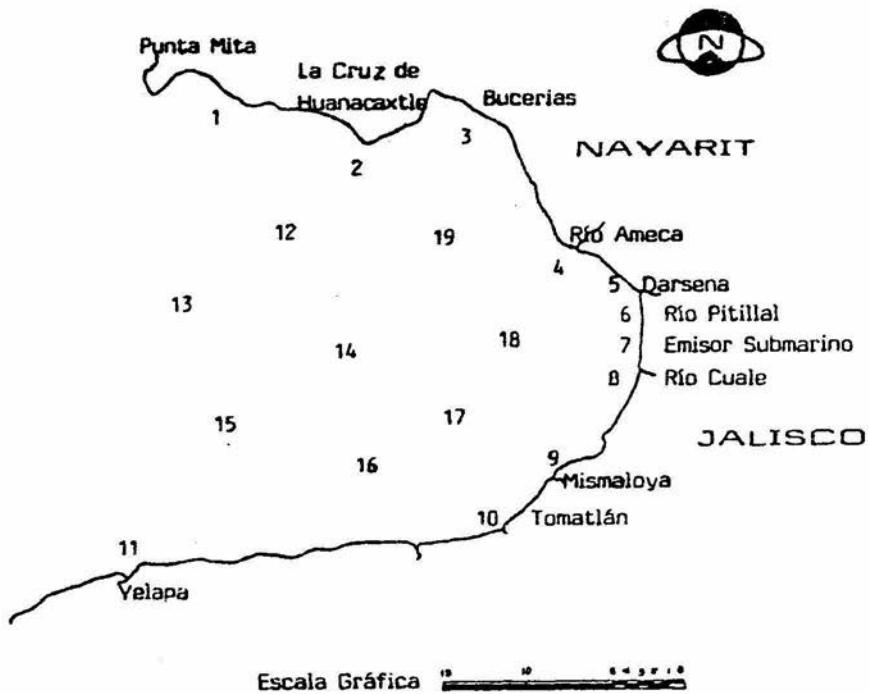 Punta Mita
N
La Cruz de
Huanacaxtle
Bucerias
1
3
NAYARIT
2
12
19
Río Ameca
4
5 Darsena
13
6 Río Pitillal
14
18
7 Emisor Submarino
8 Río Cuale
15
17
JALISCO
16
9
Mismaloya
10 Tomatlán
11
Yelapa
Escala Gráfica